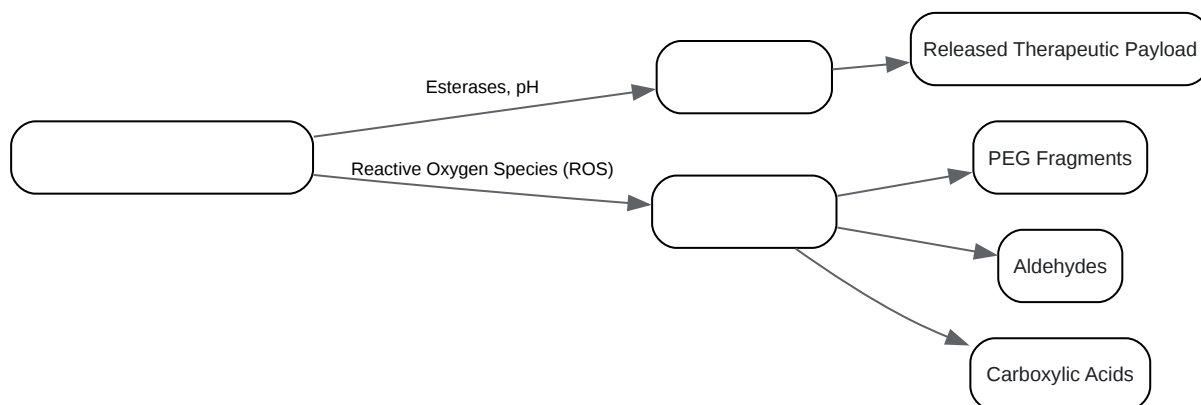 Released Therapeutic Payload
Esterases, pH
PEG Fragments
Reactive Oxygen Species (ROS)
Aldehydes
Carboxylic Acids